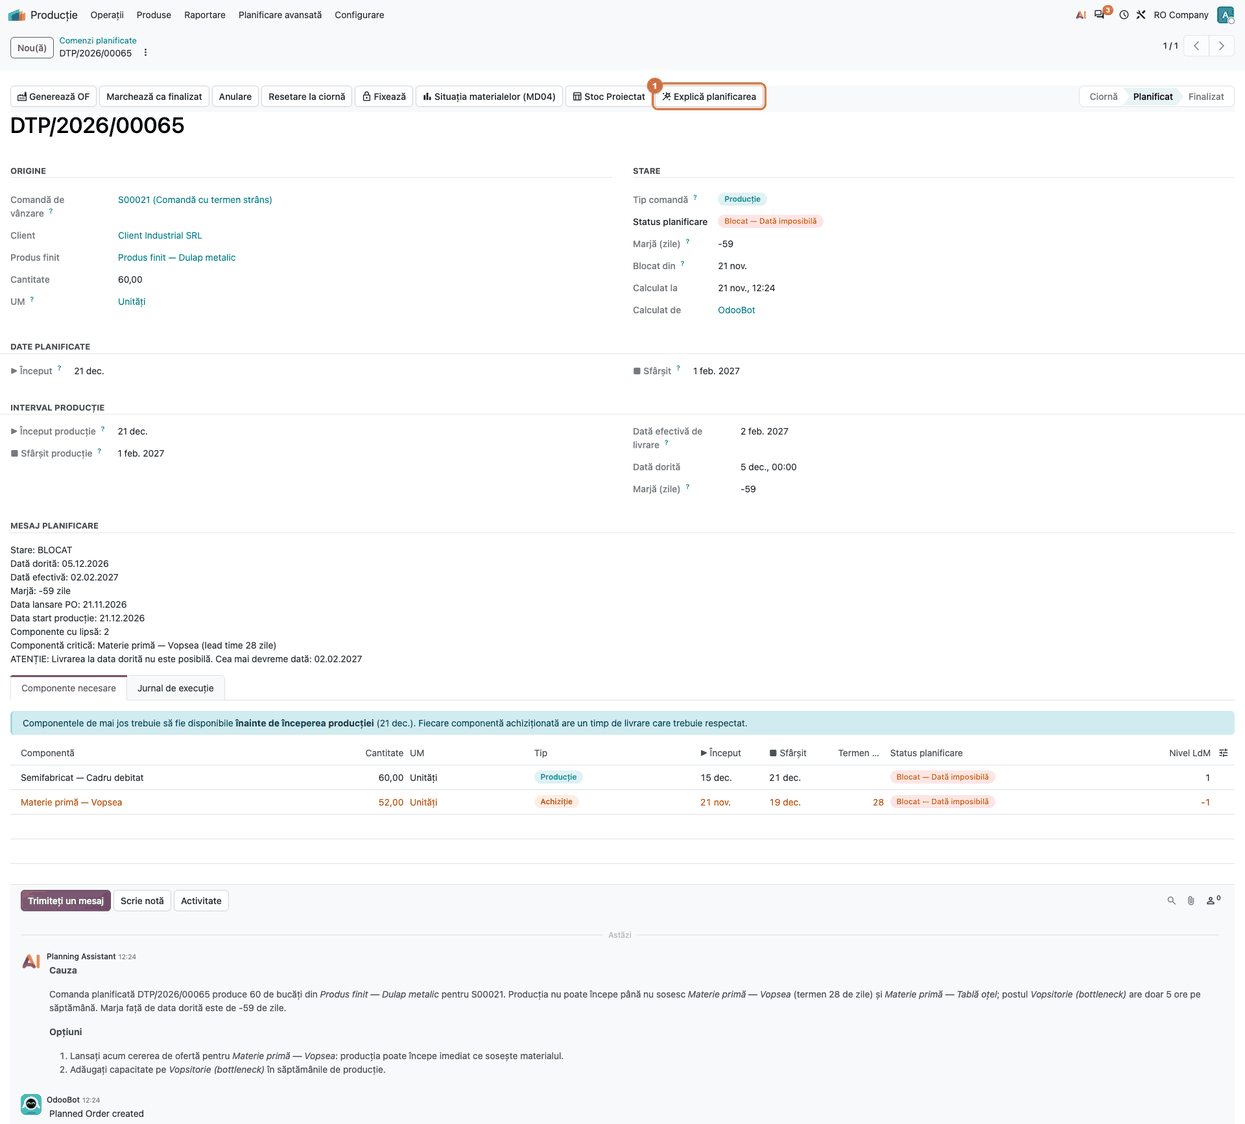 Producție Operații Produse Raportare Planificare avansată Configurare AI 3 RO Company A
Nou(ă) Comenzi planificate
DTP/2026/00065
1 / 1
1
Generează OF Marchează ca finalizat Anulare Resetare la ciornă Fixează Situația materialelor (MD04) Stoc Proiectat Explică planificarea Ciornă Planificat Finalizat
DTP/2026/00065
ORIGINE
Comandă de vânzare ? S00021 (Comandă cu termen strâns)
Client Client Industrial SRL
Produs finit Produs finit — Dulap metalic
Cantitate 60,00
UM ? Unități
STARE
Tip comandă ? Producție
Status planificare Blocat — Dată imposibilă
Marjă (zile) ? -59
Blocat din ? 21 nov.
Calculat la 21 nov., 12:24
Calculat de OdooBot
DATE PLANIFICATE
Început ? 21 dec. Sfârșit ? 1 feb. 2027
INTERVAL PRODUCȚIE
Început producție ? 21 dec.
Sfârșit producție ? 1 feb. 2027
Dată efectivă de livrare ? 2 feb. 2027
Dată dorită 5 dec., 00:00
Marjă (zile) ? -59
MESAJ PLANIFICARE
Stare: BLOCAT
Dată dorită: 05.12.2026
Dată efectivă: 02.02.2027
Marjă: -59 zile
Data lansare PO: 21.11.2026
Data start producție: 21.12.2026
Componente cu lipsă: 2
Componentă critică: Materie primă — Vopsea (lead time 28 zile)
ATENȚIE: Livrarea la data dorită nu este posibilă. Cea mai devreme dată: 02.02.2027
Componente necesare Jurnal de execuție
Componentele de mai jos trebuie să fie disponibile înainte de începerea producției (21 dec.). Fiecare componentă achiziționată are un timp de livrare care trebuie respectat.
Componentă Cantitate UM Tip Început Sfârșit Termen ... Status planificare Nivel LdM
Semifabricat — Cadru debitat 60,00 Unități Producție 15 dec. 21 dec. Blocat — Dată imposibilă 1
Materie primă — Vopsea 52,00 Unități Achiziție 21 nov. 19 dec. 28 Blocat — Dată imposibilă -1
Trimiteți un mesaj Scrie notă Activitate 0
Astăzi
AI Planning Assistant 12:24
Cauza
Comanda planificată DTP/2026/00065 produce 60 de bucăți din Produs finit — Dulap metalic pentru S00021. Producția nu poate începe până nu sosesc Materie primă — Vopsea (termen 28 de zile) și Materie primă — Tablă oțel; postul Vopsitorie (bottleneck) are doar 5 ore pe
săptămână. Marja față de data dorită este de -59 de zile.
Opțiuni
1. Lansați acum cererea de ofertă pentru Materie primă — Vopsea: producția poate începe imediat ce sosește materialul.
2. Adăugați capacitate pe Vopsitorie (bottleneck) în săptămânile de producție.
OdooBot 12:24
Planned Order created